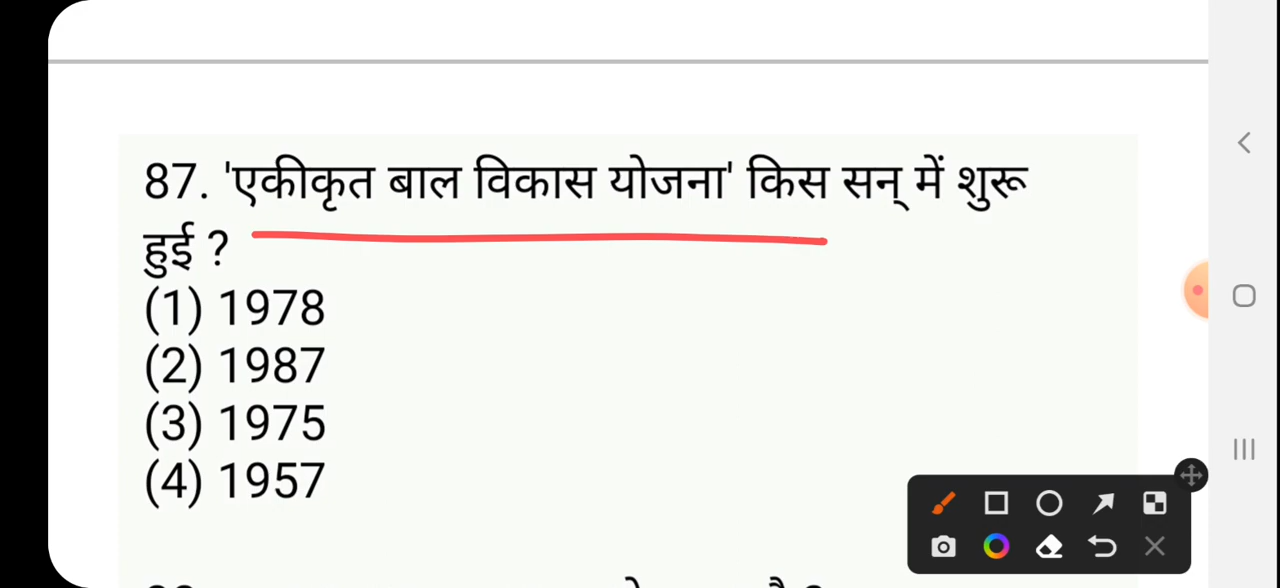 87. 'एकीकृत बाल विकास योजना' किस सन् में शुरू
हुई ?
(1) 1978
(2) 1987
(3) 1975
(4) 1957